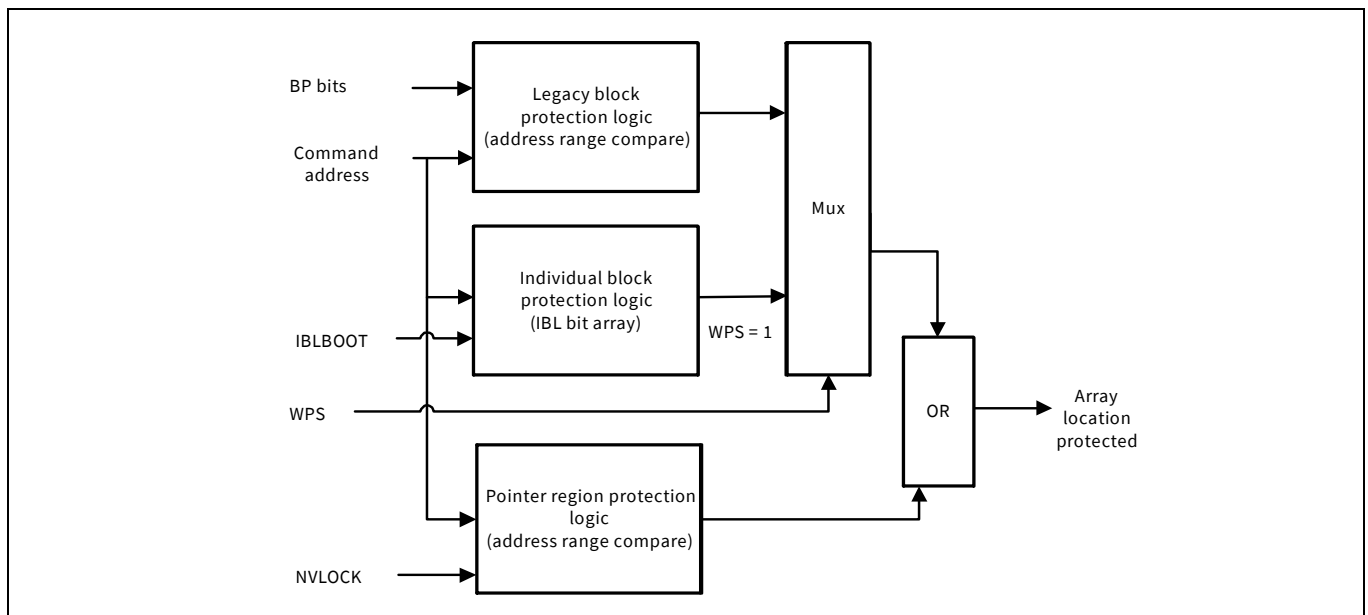 BP bits
Command
address
Legacy block
protection logic
(address range compare)
Mux
Individual block
protection logic
(IBL bit array)
IBLBOOT
WPS = 1
WPS
OR
Array
location
protected
Pointer region protection
logic
(address range compare)
NVLOCK